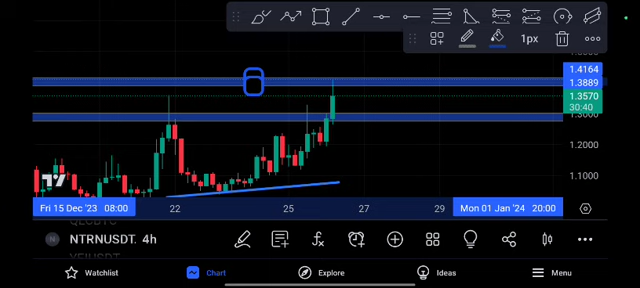 1px
1.4164
1.3889
1.3570
30:40
1.3000
1.2000
1.1000
Fri 15 Dec '23 08:00
22
25
27
29
Mon 01 Jan '24 20:00
N
NTRNUSDT. 4h
Watchlist
Chart
Explore
Ideas
Menu